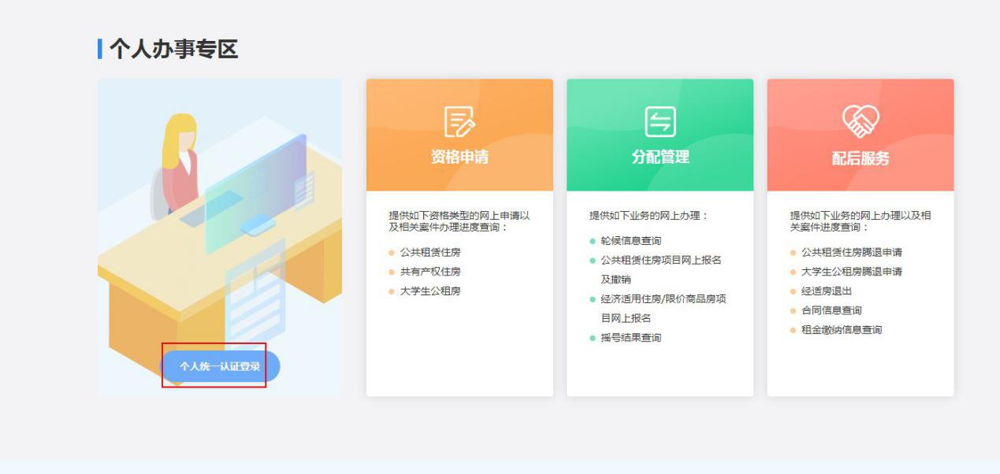 个人办事专区
个人统一认证登录
资格申请
提供如下资格类型的网上申请以
及相关案件办理进度查询：
公共租赁住房
共有产权住房
大学生公租房
分配管理
提供如下业务的网上办理：
轮候信息查询
公共租赁住房项目网上报名
及撤销
经济适用住房/限价商品房项
目网上报名
摇号结果查询
配后服务
提供如下业务的网上办理以及相
关案件进度查询：
公共租赁住房腾退申请
大学生公租房腾退申请
经适房退出
合同信息查询
租金缴纳信息查询